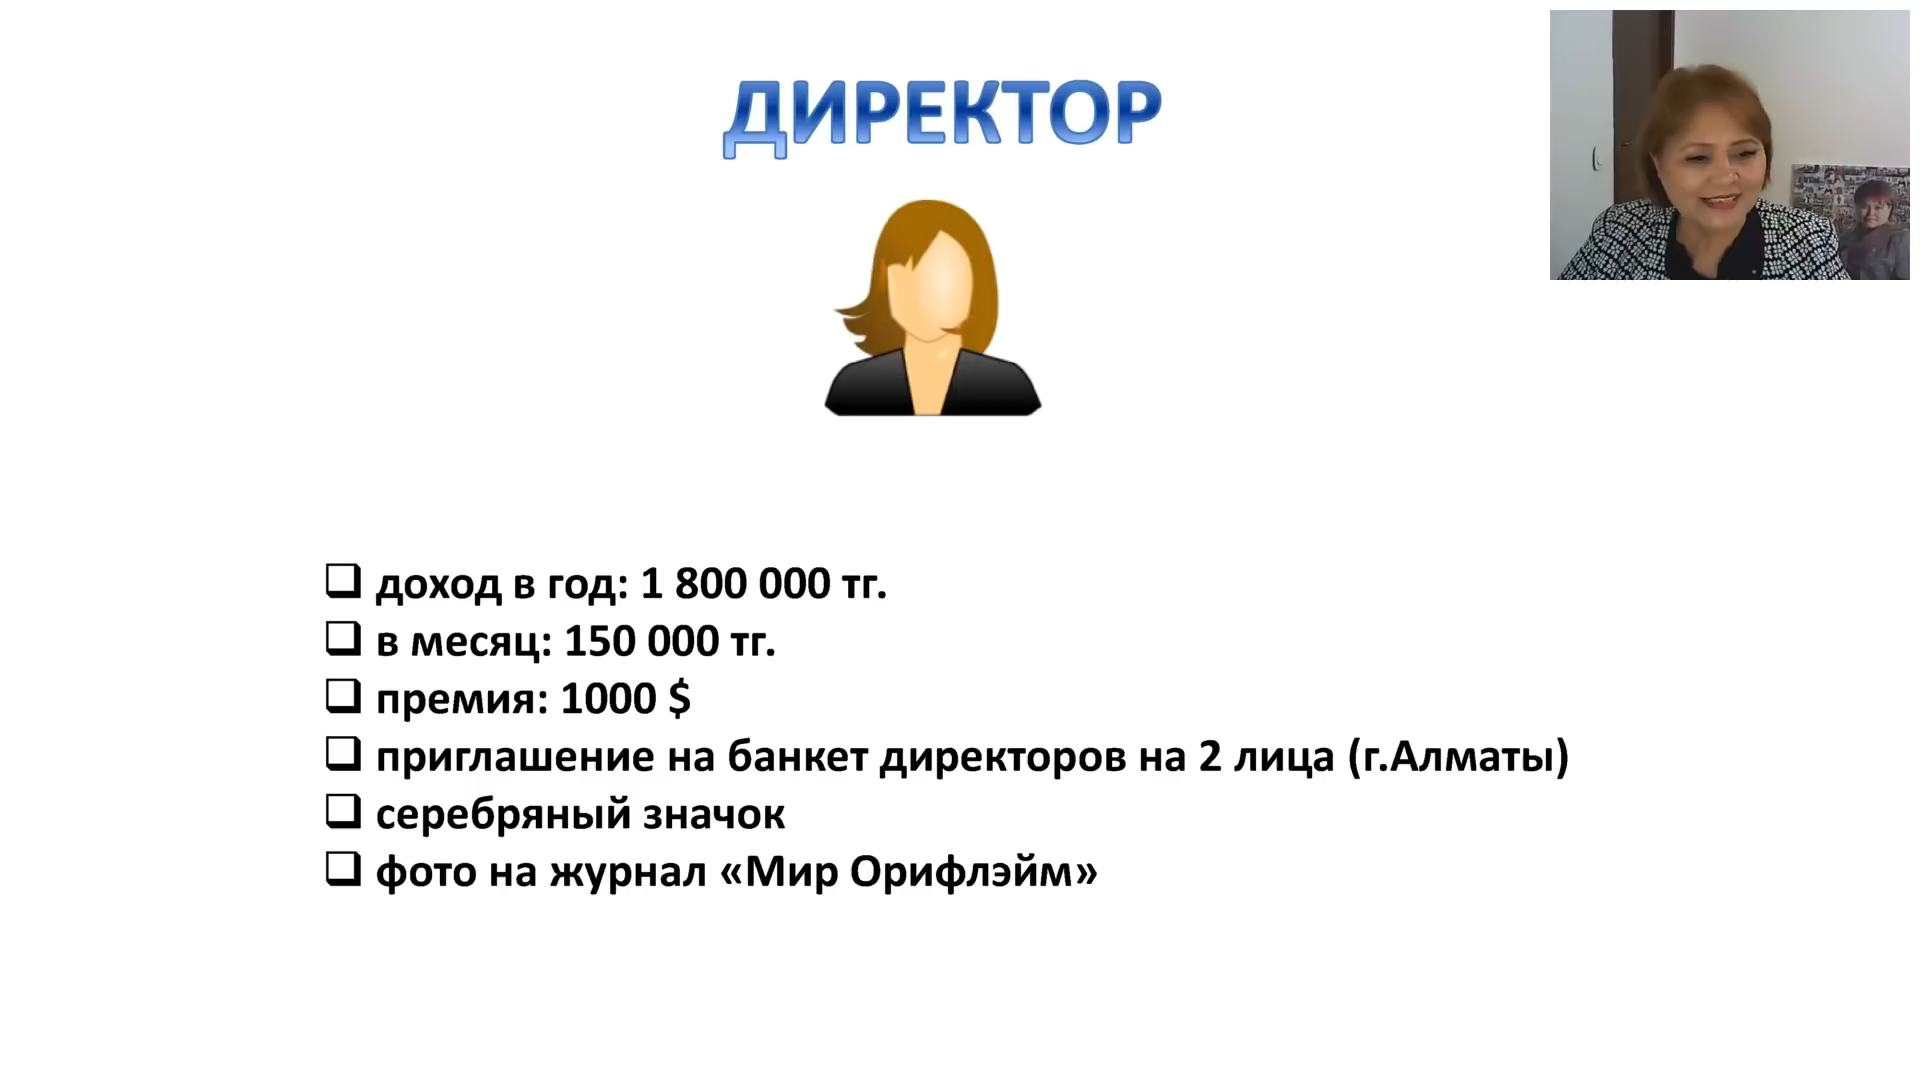 ДИРЕКТОР
доход в год: 1 800 000 тг.
в месяц: 150 000 тг.
премия: 1000 $
приглашение на банкет директоров на 2 лица (г.Алматы)
серебряный значок
фото на журнал «Мир Орифлэйм»